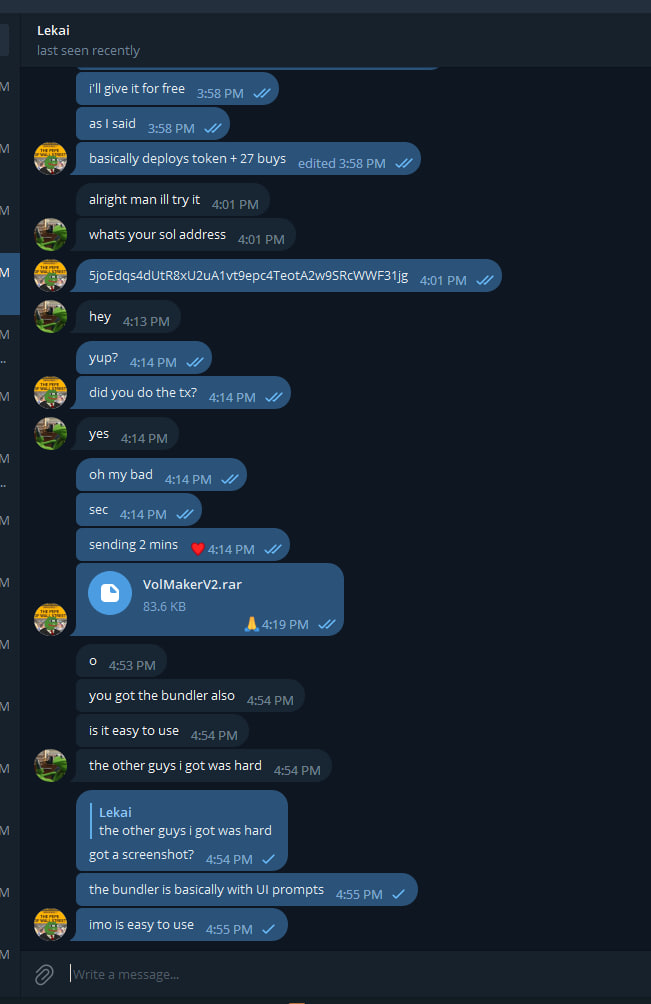 Lekai
last seen recently
i'll give it for free 3:58 PM
as I said 3:58 PM
basically deploys token + 27 buys edited 3:58 PM
alright man ill try it 4:01 PM
whats your sol address 4:01 PM
5joEdqs4dUtR8xU2uA1vt9epc4TeotA2w9SRcWWF31jg 4:01 PM
hey 4:13 PM
yup? 4:14 PM
did you do the tx? 4:14 PM
yes 4:14 PM
oh my bad 4:14 PM
sec 4:14 PM
sending 2 mins ❤️ 4:14 PM
VolMakerV2.rar
83.6 KB
🙏 4:19 PM
o 4:53 PM
you got the bundler also 4:54 PM
is it easy to use 4:54 PM
the other guys i got was hard 4:54 PM
Lekai
the other guys i got was hard
got a screenshot? 4:54 PM
the bundler is basically with UI prompts 4:55 PM
imo is easy to use 4:55 PM
Write a message...